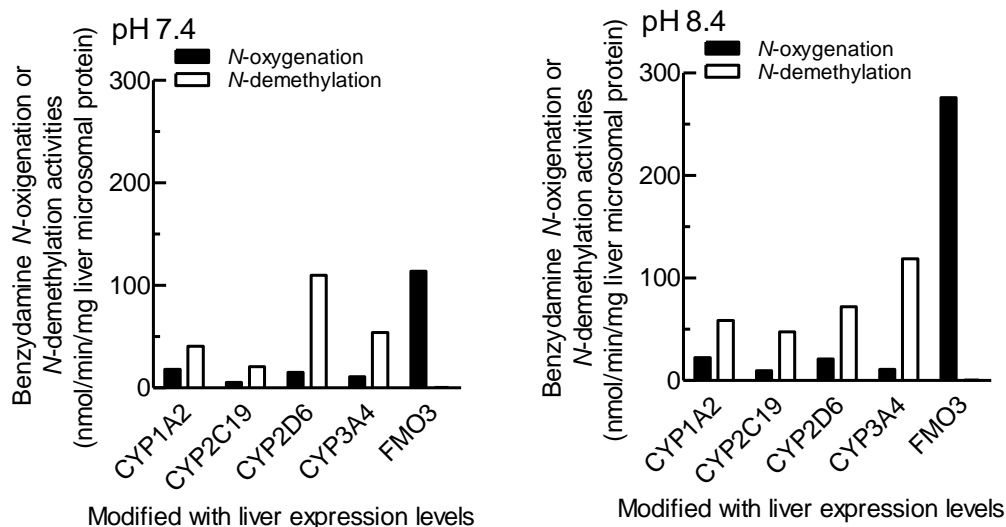 pH 7.4
N-oxygenation
N-demethylation
Benzydamine N-oxigenation or
N-demethylation activities
(nmol/min/mg liver microsomal protein)
300
200
100
0
CYP1A2
CYP2C19
CYP2D6
CYP3A4
FMO3
Modified with liver expression levels
pH 8.4
N-oxygenation
N-demethylation
Benzydamine N-oxigenation or
N-demethylation activities
(nmol/min/mg liver microsomal protein)
300
200
100
0
CYP1A2
CYP2C19
CYP2D6
CYP3A4
FMO3
Modified with liver expression levels